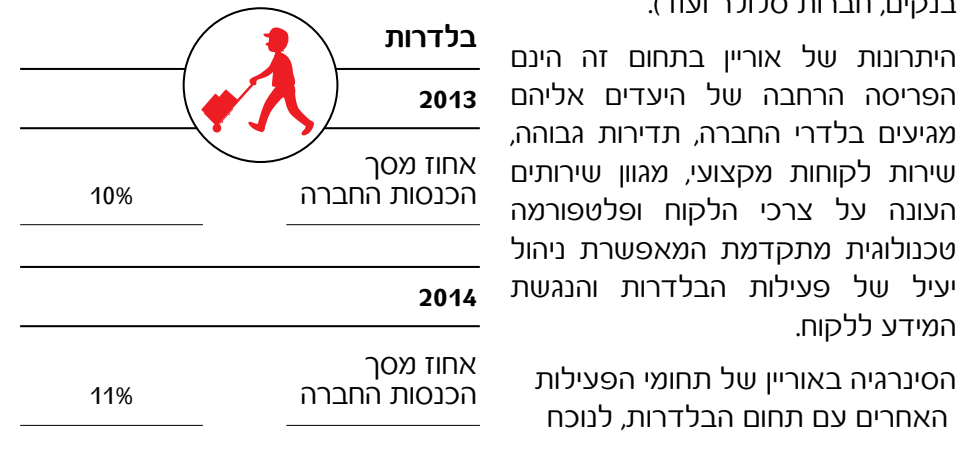 בנקים, חברות סלולר ועוד).
היתרונות של אוריין בתחום זה הינם
הפריסה הרחבה של היעדים אליהם
מגיעים בלדרי החברה, תדירות גבוהה,
שירות לקוחות מקצועי, מגוון שירותים
העונה על צרכי הלקוח ופלטפורמה
טכנולוגית מתקדמת המאפשרת ניהול
יעיל של פעילות הבלדרות והנגשת
המידע ללקוח.
הסינרגיה באוריין של תחומי הפעילות
האחרים עם תחום הבלדרות, לנוכח
בלדרות
2013
אחוז מסך
הכנסות החברה 10%
2014
אחוז מסך
הכנסות החברה 11%